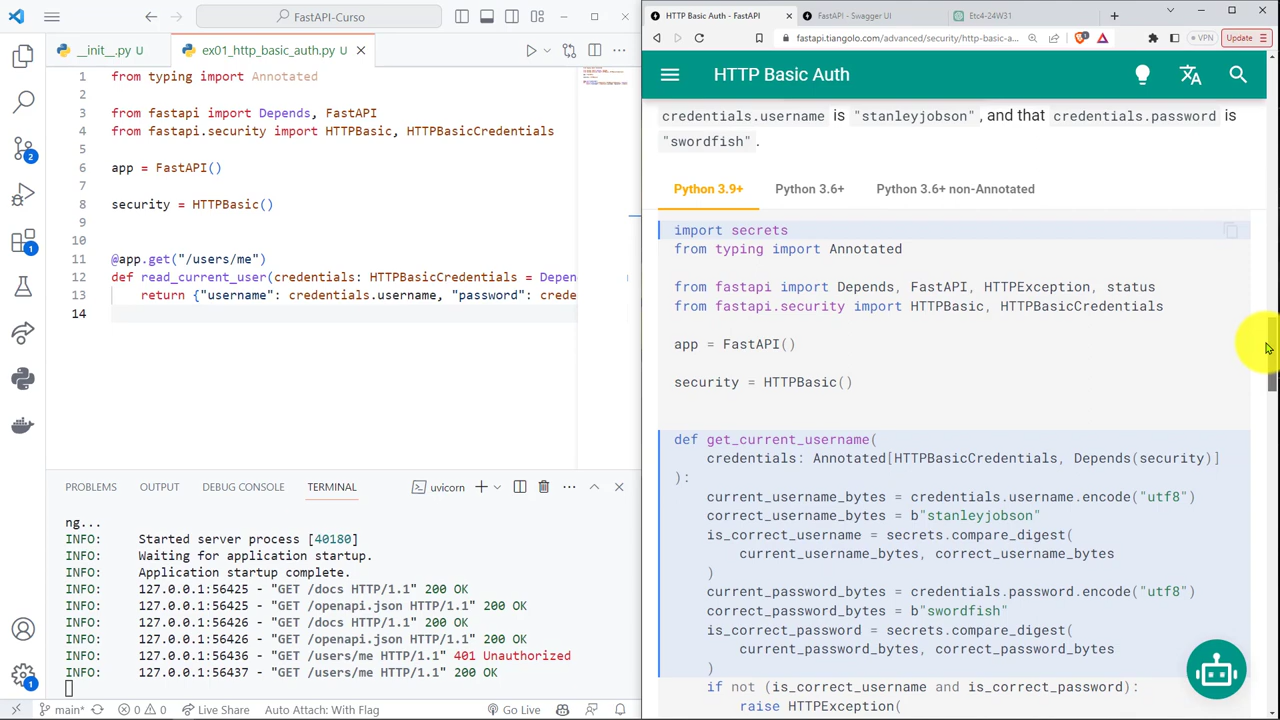 FastAPI-Curso
__init__.py U
ex01_http_basic_auth.py U
1 from typing import Annotated
2
3 from fastapi import Depends, FastAPI
4 from fastapi.security import HTTPBasic, HTTPBasicCredentials
5
6 app = FastAPI()
7
8 security = HTTPBasic()
9
10
11 @app.get("/users/me")
12 def read_current_user(credentials: HTTPBasicCredentials = Depen
13 return {"username": credentials.username, "password": crede
14
2
1
1
PROBLEMS OUTPUT DEBUG CONSOLE TERMINAL uvicorn
ng...
INFO: Started server process [40180]
INFO: Waiting for application startup.
INFO: Application startup complete.
INFO: 127.0.0.1:56425 - "GET /docs HTTP/1.1" 200 OK
INFO: 127.0.0.1:56425 - "GET /openapi.json HTTP/1.1" 200 OK
INFO: 127.0.0.1:56426 - "GET /docs HTTP/1.1" 200 OK
INFO: 127.0.0.1:56426 - "GET /openapi.json HTTP/1.1" 200 OK
INFO: 127.0.0.1:56436 - "GET /users/me HTTP/1.1" 401 Unauthorized
INFO: 127.0.0.1:56437 - "GET /users/me HTTP/1.1" 200 OK
main* 0 0 Live Share Auto Attach: With Flag Go Live
HTTP Basic Auth - FastAPI
FastAPI - Swagger UI
Etc4-24W31
fastapi.tiangolo.com/advanced/security/http-basic-a...
VPN
Update
HTTP Basic Auth
credentials.username is "stanleyjobson", and that credentials.password is
"swordfish".
Python 3.9+ Python 3.6+ Python 3.6+ non-Annotated
import secrets
from typing import Annotated
from fastapi import Depends, FastAPI, HTTPException, status
from fastapi.security import HTTPBasic, HTTPBasicCredentials
app = FastAPI()
security = HTTPBasic()
def get_current_username(
credentials: Annotated[HTTPBasicCredentials, Depends(security)]
):
current_username_bytes = credentials.username.encode("utf8")
correct_username_bytes = b"stanleyjobson"
is_correct_username = secrets.compare_digest(
current_username_bytes, correct_username_bytes
)
current_password_bytes = credentials.password.encode("utf8")
correct_password_bytes = b"swordfish"
is_correct_password = secrets.compare_digest(
current_password_bytes, correct_password_bytes
)
if not (is_correct_username and is_correct_password):
raise HTTPException(